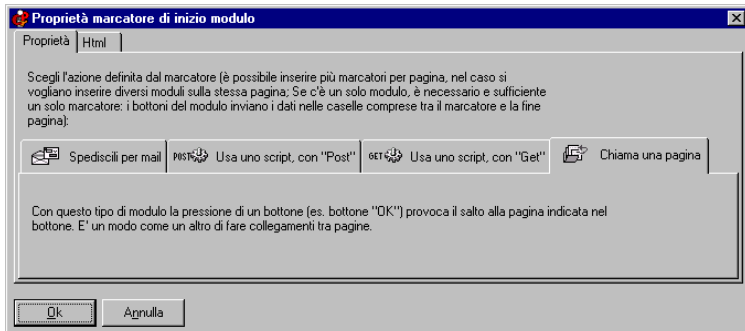 Proprietà marcatore di inizio modulo
Proprietà Html
Scegli l'azione definita dal marcatore (è possibile inserire più marcatori per pagina, nel caso si
vogliano inserire diversi moduli sulla stessa pagina; Se c'è un solo modulo, è necessario e sufficiente
un solo marcatore: i bottoni del modulo inviano i dati nelle caselle comprese tra il marcatore e la fine
pagina):
Spediscili per mail POST Usa uno script, con "Post" GET Usa uno script, con "Get" Chiama una pagina
Con questo tipo di modulo la pressione di un bottone (es. bottone "OK") provoca il salto alla pagina indicata nel
bottone. E' un modo come un altro di fare collegamenti tra pagine.
Ok Annulla